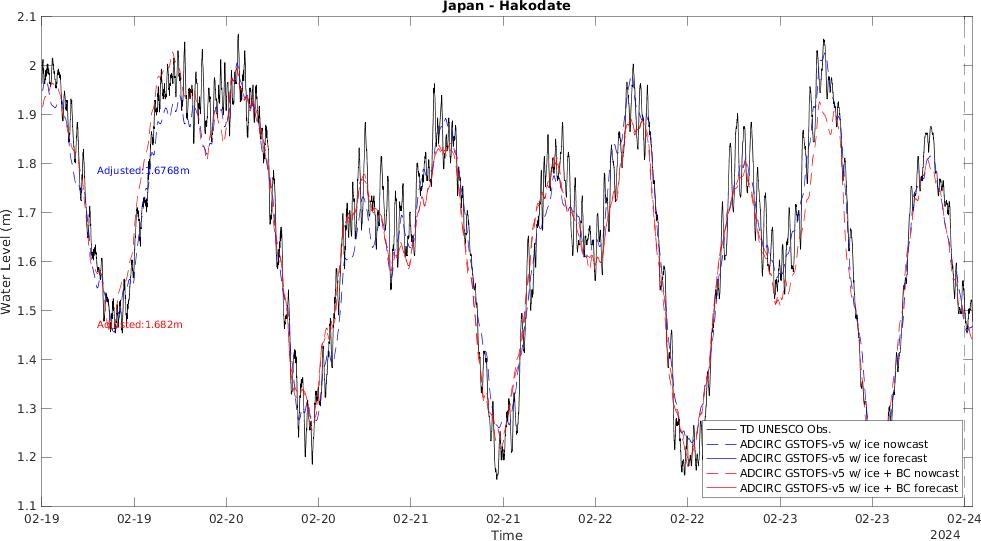 Japan - Hakodate
2.1
2
1.9
1.8
1.7
1.6
1.5
1.4
1.3
1.2
1.1
Water Level (m)
Adjusted:1.6768m
Adjusted:1.682m
TD UNESCO Obs.
ADCIRC GSTOFS-v5 w/ ice nowcast
ADCIRC GSTOFS-v5 w/ ice forecast
ADCIRC GSTOFS-v5 w/ ice + BC nowcast
ADCIRC GSTOFS-v5 w/ ice + BC forecast
02-19 02-19 02-20 02-20 02-21 02-21 02-22 02-22 02-23 02-23 02-24
Time
2024